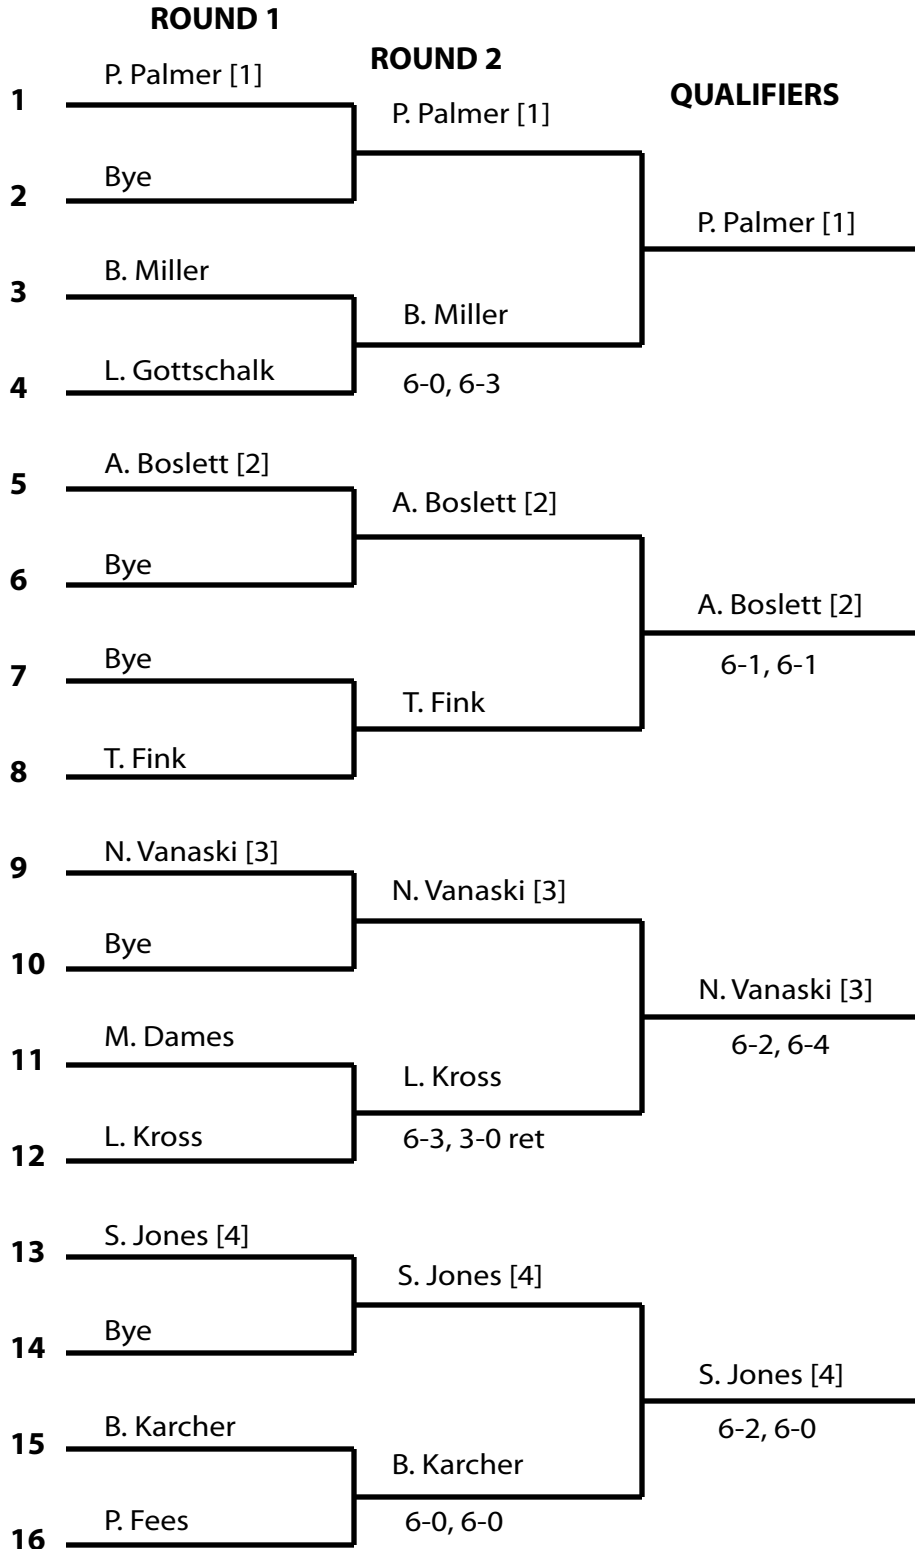 ROUND 1
ROUND 2
QUALIFIERS
1
P. Palmer [1]
P. Palmer [1]
2
Bye
P. Palmer [1]
3
B. Miller
B. Miller
4
L. Gottschalk
6-0, 6-3
5
A. Boslett [2]
A. Boslett [2]
6
Bye
A. Boslett [2]
6-1, 6-1
7
Bye
T. Fink
8
T. Fink
9
N. Vanaski [3]
N. Vanaski [3]
10
Bye
N. Vanaski [3]
6-2, 6-4
11
M. Dames
L. Kross
12
L. Kross
6-3, 3-0 ret
13
S. Jones [4]
S. Jones [4]
14
Bye
S. Jones [4]
6-2, 6-0
15
B. Karcher
B. Karcher
16
P. Fees
6-0, 6-0